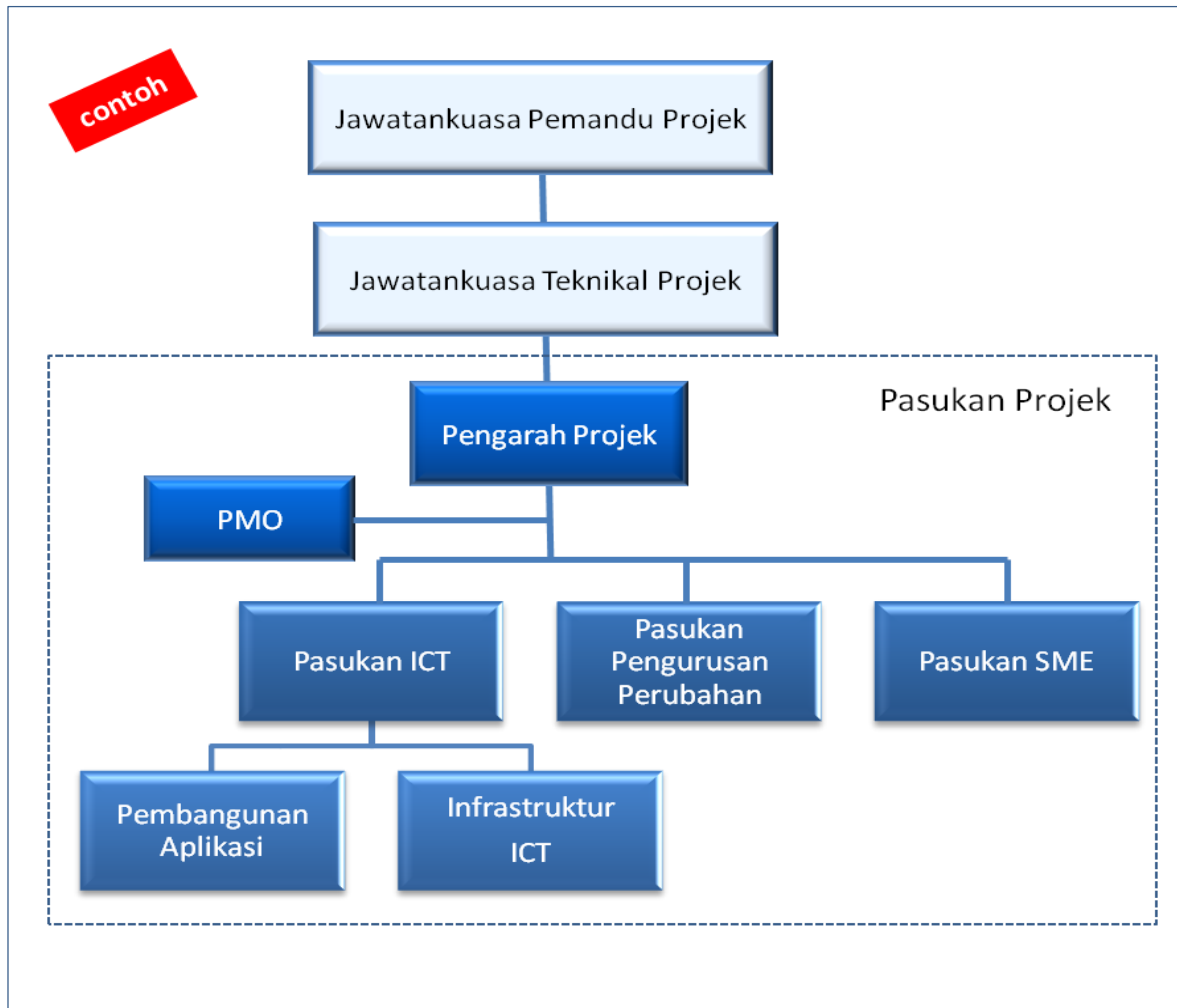 contoh
Jawatankuasa Pemandu Projek
Jawatankuasa Teknikal Projek
Pasukan Projek
Pengarah Projek
PMO
Pasukan ICT
Pasukan
Pengurusan
Perubahan
Pasukan SME
Pembangunan
Aplikasi
Infrastruktur
ICT